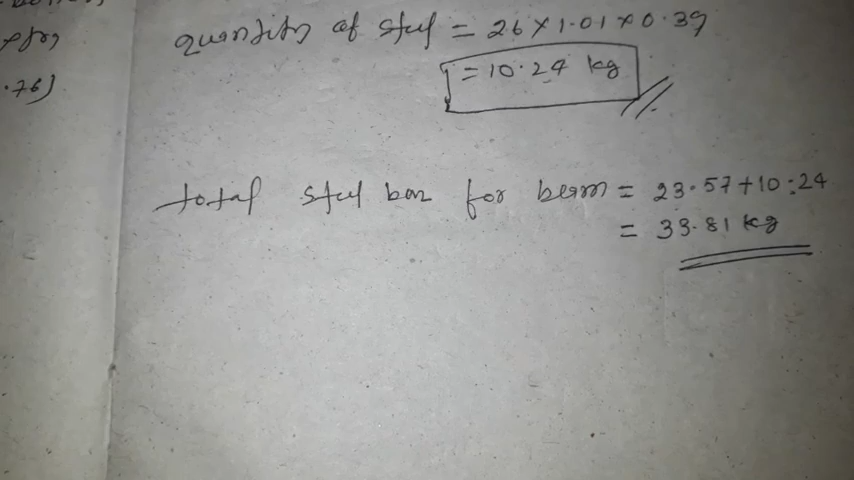 quantity of steel = 26 × 1.01 × 0.39
= 10.24 kg
.76)
total steel bar for beam = 23.57 + 10.24
= 33.81 kg